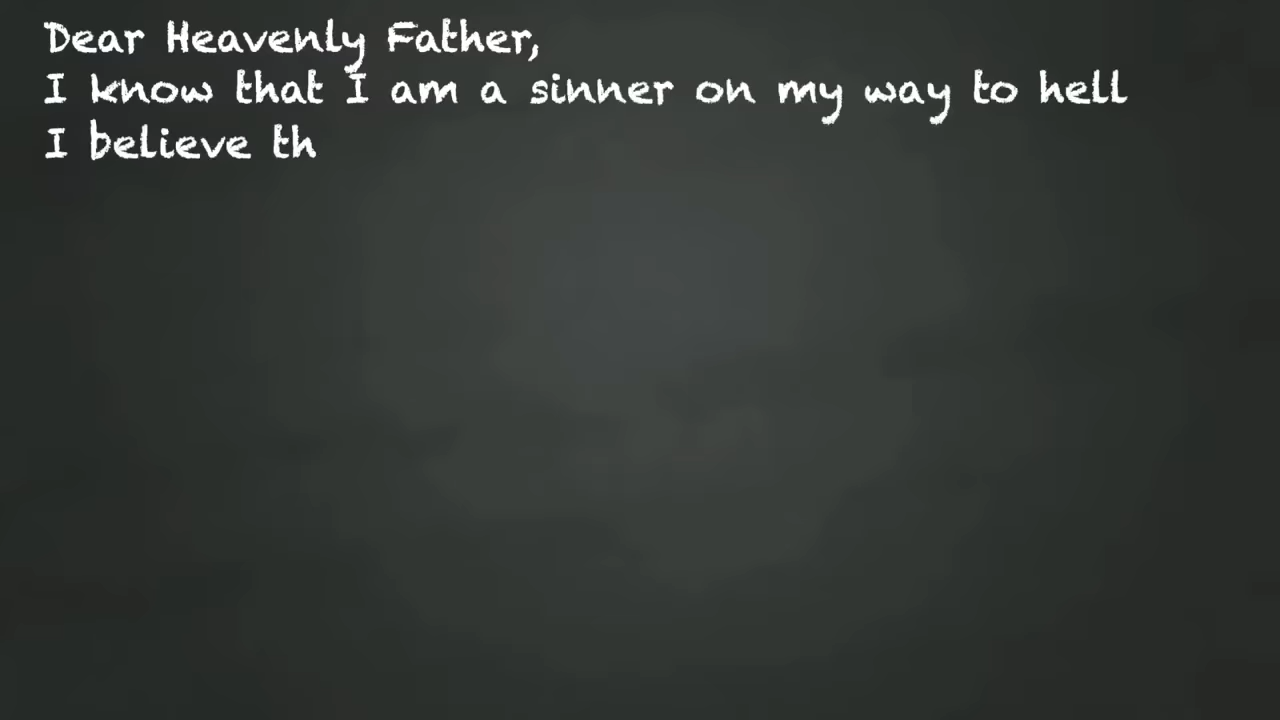 Dear Heavenly Father,
I know that I am a sinner on my way to hell
I believe th